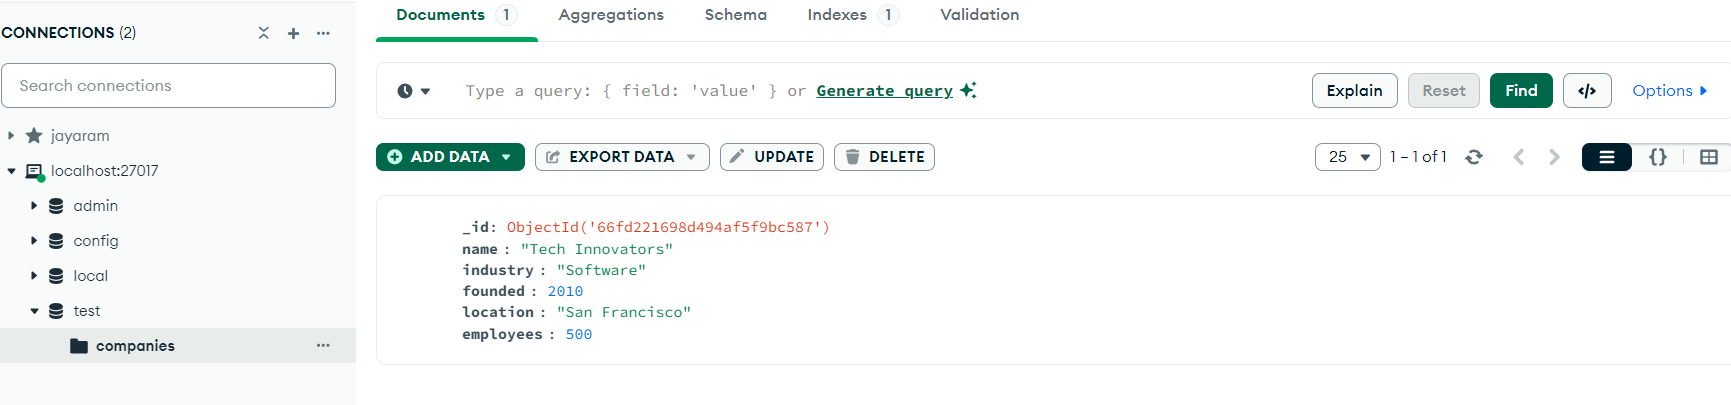 CONNECTIONS (2)
Search connections
jayaram
localhost:27017
admin
config
local
test
companies
Documents 1 Aggregations Schema Indexes 1 Validation
Type a query: { field: 'value' } or Generate query
Explain Reset Find </> Options
ADD DATA EXPORT DATA UPDATE DELETE 25 1 – 1 of 1 {}
_id: ObjectId('66fd221698d494af5f9bc587')
name : "Tech Innovators"
industry : "Software"
founded : 2010
location : "San Francisco"
employees : 500